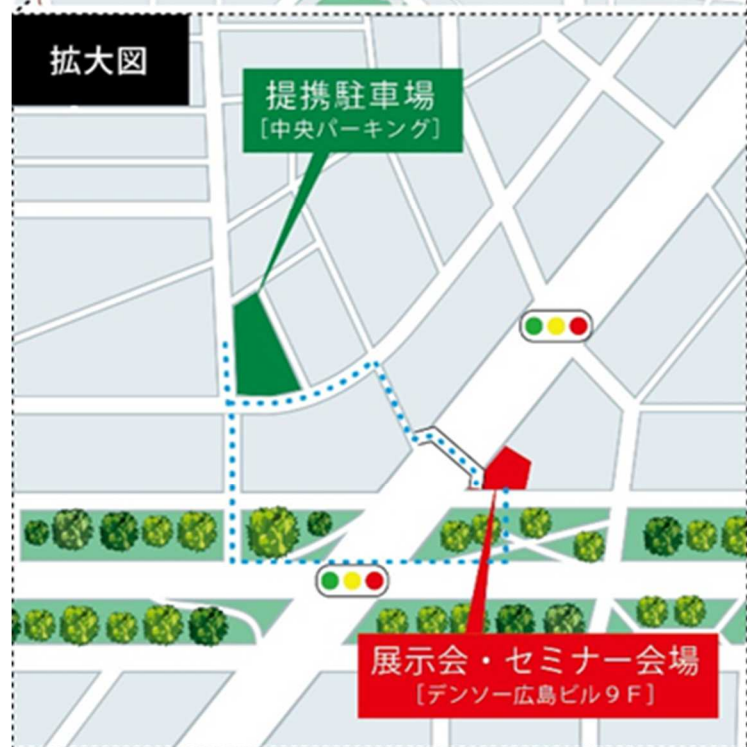 拡大図
提携駐車場
［中央パーキング］
展示会・セミナー会場
［デンソー広島ビル９Ｆ］